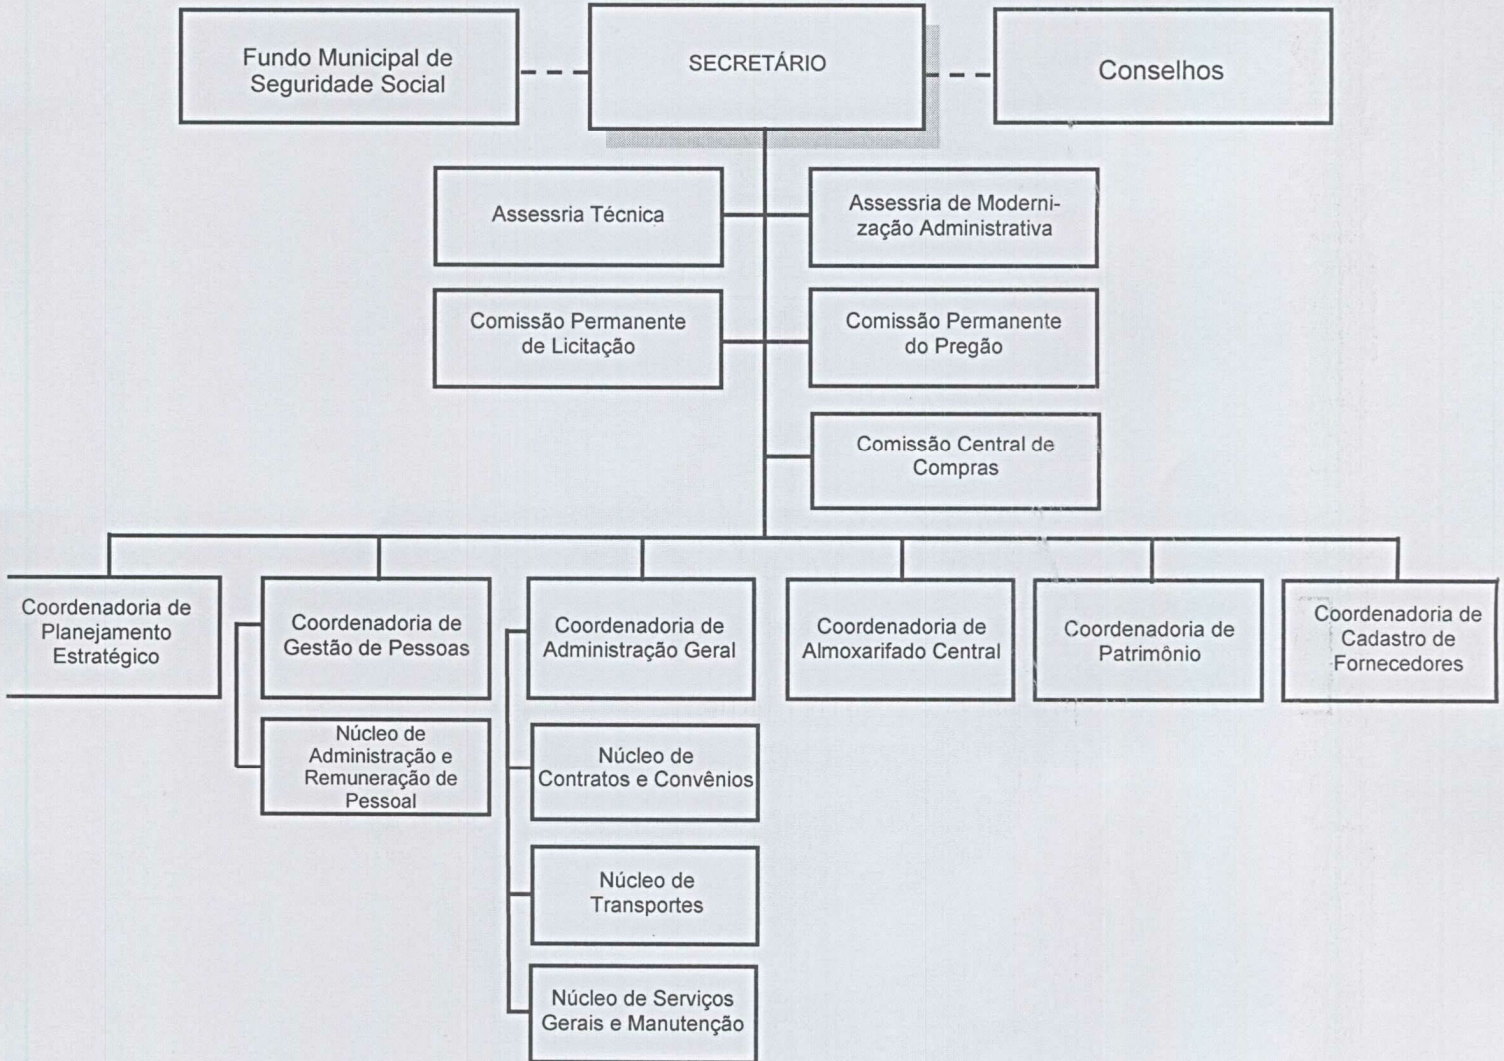 Fundo Municipal de
Seguridade Social
SECRETÁRIO
Conselhos
Assessria Técnica
Assessria de Moderni-
zação Administrativa
Comissão Permanente
de Licitação
Comissão Permanente
do Pregão
Comissão Central de
Compras
Coordenadoria de
Planejamento
Estratégico
Coordenadoria de
Gestão de Pessoas
Coordenadoria de
Administração Geral
Coordenadoria de
Almoxarifado Central
Coordenadoria de
Patrimônio
Coordenadoria de
Cadastro de
Fornecedores
Núcleo de
Administração e
Remuneração de
Pessoal
Núcleo de
Contratos e Convênios
Núcleo de
Transportes
Núcleo de Serviços
Gerais e Manutenção